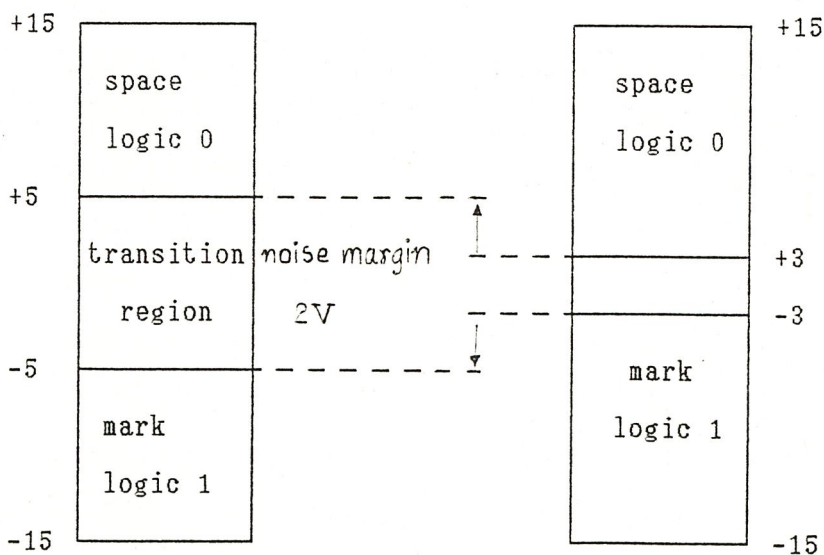 +15
+15
space
logic 0
space
logic 0
+5
transition noise margin
region 2V
+3
-3
-5
mark
logic 1
mark
logic 1
-15
-15